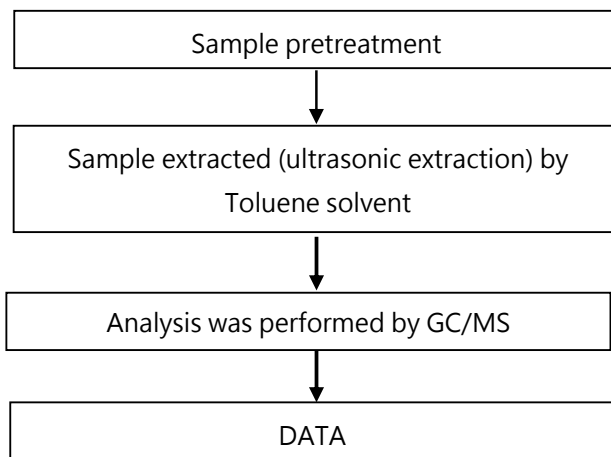 Sample pretreatment
Sample extracted (ultrasonic extraction) by
Toluene solvent
Analysis was performed by GC/MS
DATA